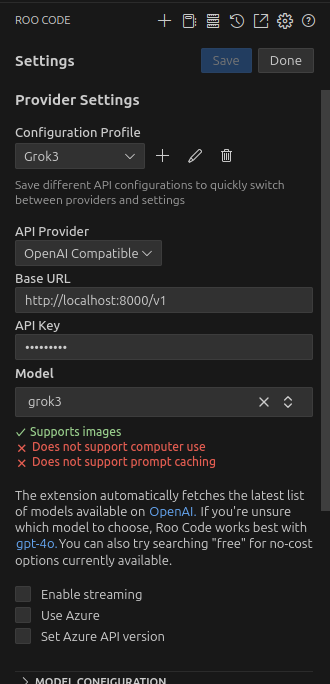 ROO CODE
Settings
Save
Done
Provider Settings
Configuration Profile
Grok3
Save different API configurations to quickly switch
between providers and settings
API Provider
OpenAI Compatible
Base URL
http://localhost:8000/v1
API Key
•••••••••
Model
grok3
Supports images
Does not support computer use
Does not support prompt caching
The extension automatically fetches the latest list
of models available on OpenAI. If you're unsure
which model to choose, Roo Code works best with
gpt-4o. You can also try searching "free" for no-cost
options currently available.
Enable streaming
Use Azure
Set Azure API version
MODEL CONFIGURATION